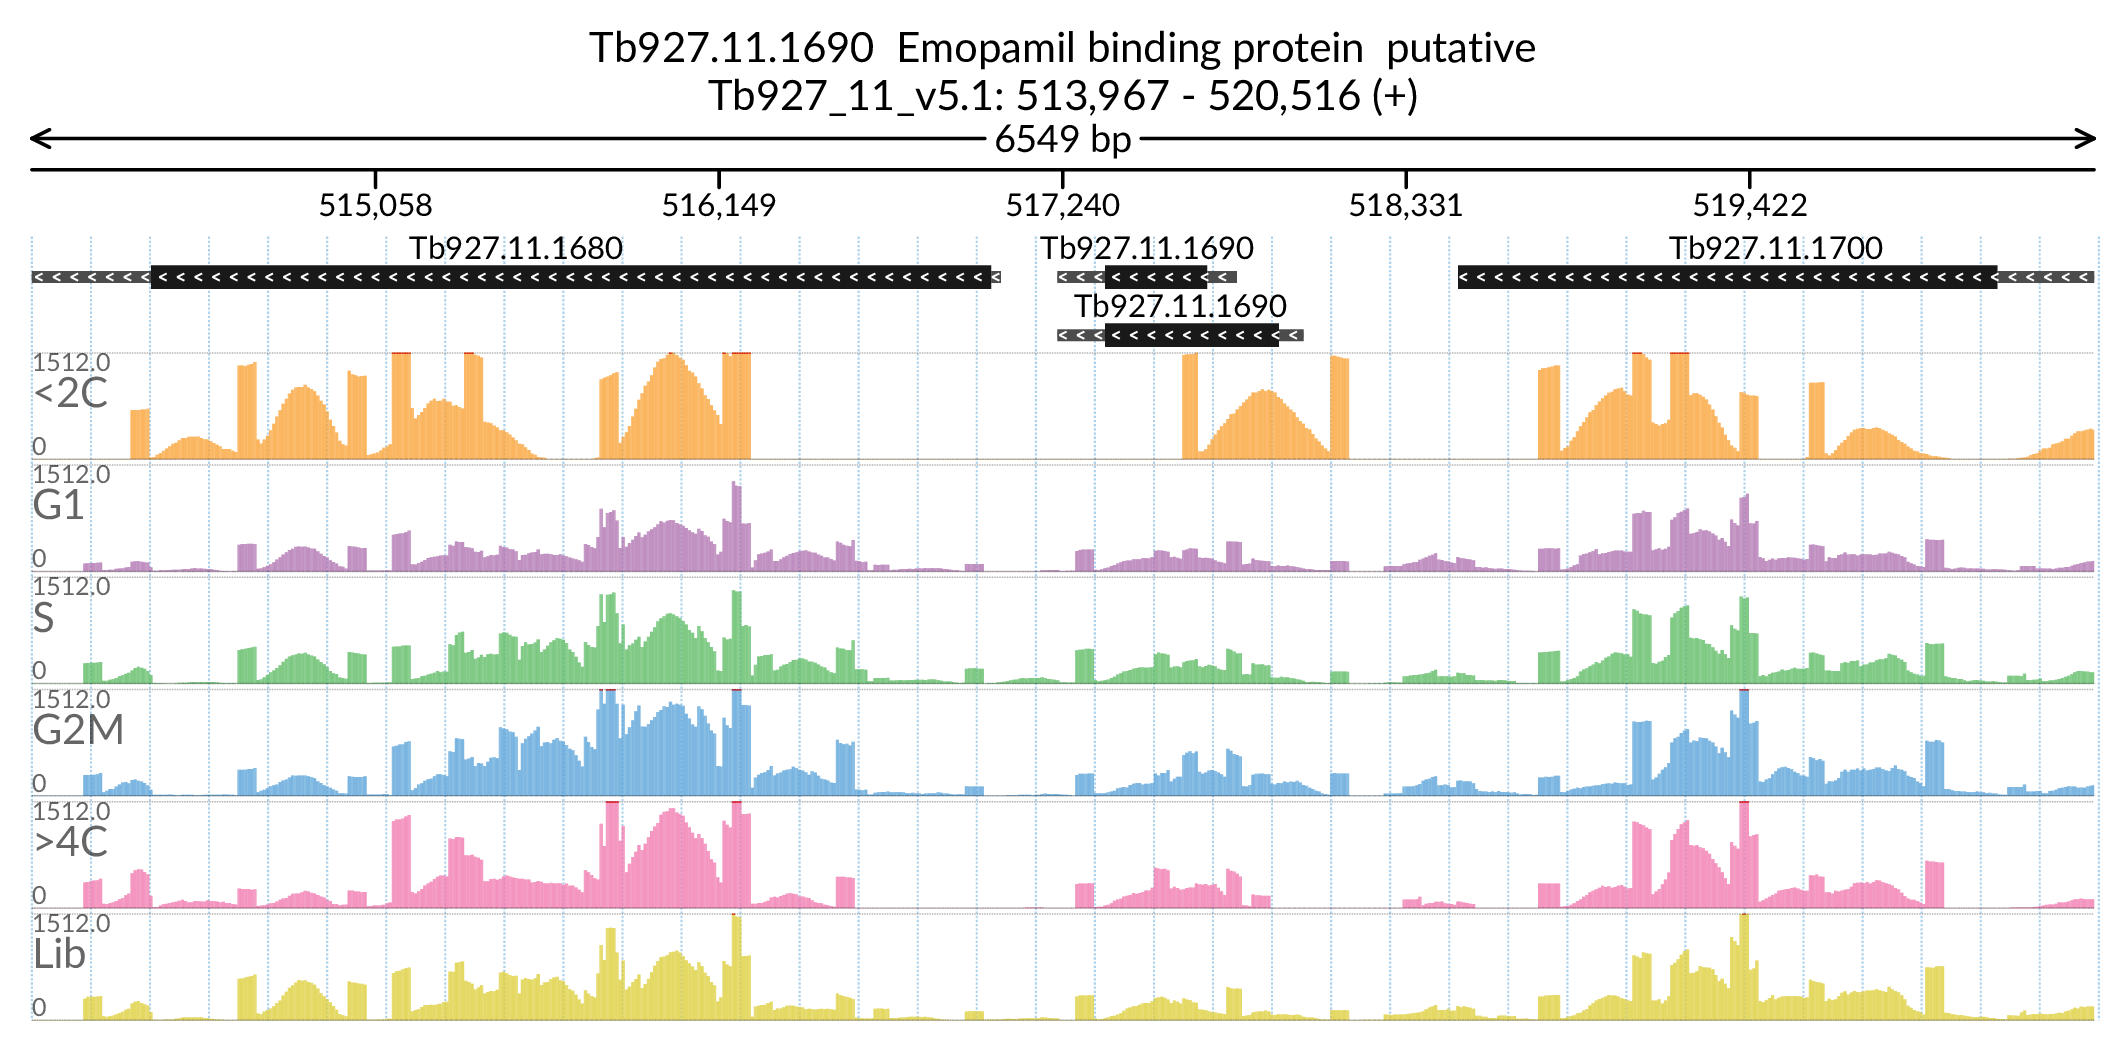 Tb927.11.1690 Emopamil binding protein putative
Tb927_11_v5.1: 513,967 - 520,516 (+)
6549 bp
515,058 516,149 517,240 518,331 519,422
Tb927.11.1680 Tb927.11.1690 Tb927.11.1700
Tb927.11.1690
1512.0
<2C
0
1512.0
G1
0
1512.0
S
0
1512.0
G2M
0
1512.0
>4C
0
1512.0
Lib
0